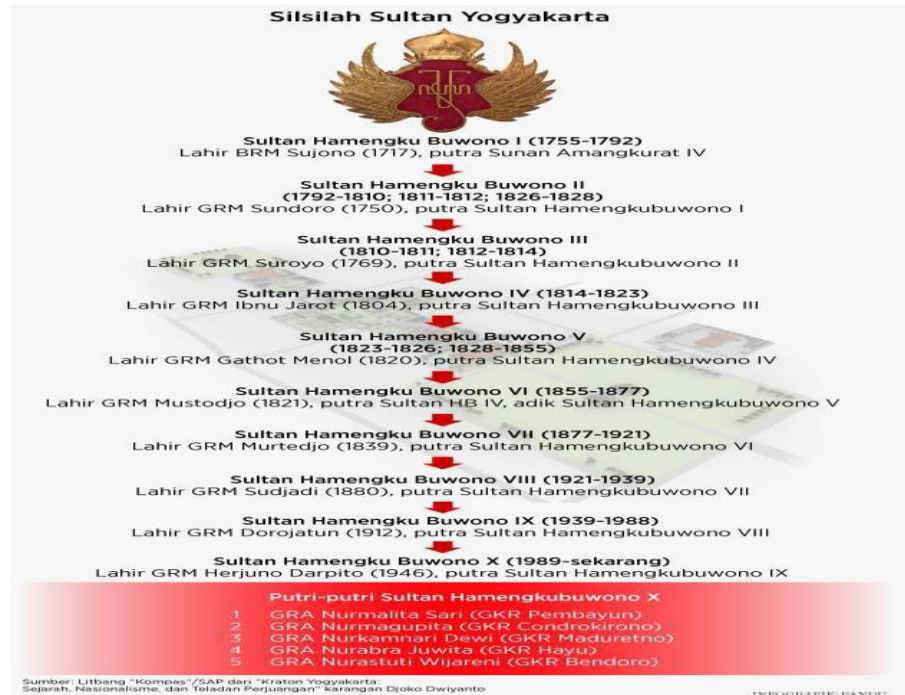 Silsilah Sultan Yogyakarta
Sultan Hamengku Buwono I (1755-1792)
Lahir BRM Sujono (1717), putra Sunan Amangkurat IV
Sultan Hamengku Buwono II
(1792-1810; 1811-1812; 1826-1828)
Lahir GRM Sundoro (1750), putra Sultan Hamengkubuwono I
Sultan Hamengku Buwono III
(1810-1811; 1812-1814)
Lahir GRM Suroyo (1769), putra Sultan Hamengkubuwono II
Sultan Hamengku Buwono IV (1814-1823)
Lahir GRM Ibnu Jarot (1804), putra Sultan Hamengkubuwono III
Sultan Hamengku Buwono V
(1823-1826; 1828-1855)
Lahir GRM Gathot Menol (1820), putra Sultan Hamengkubuwono IV
Sultan Hamengku Buwono VI (1855-1877)
Lahir GRM Mustodjo (1821), putra Sultan HB IV, adik Sultan Hamengkubuwono V
Sultan Hamengku Buwono VII (1877-1921)
Lahir GRM Murtedjo (1839), putra Sultan Hamengkubuwono VI
Sultan Hamengku Buwono VIII (1921-1939)
Lahir GRM Sudjadi (1880), putra Sultan Hamengkubuwono VII
Sultan Hamengku Buwono IX (1939-1988)
Lahir GRM Dorojatun (1912), putra Sultan Hamengkubuwono VIII
Sultan Hamengku Buwono X (1989-sekarang)
Lahir GRM Herjuno Darpito (1946), putra Sultan Hamengkubuwono IX
Putri-putri Sultan Hamengkubuwono X
1 GRA Nurmalita Sari (GKR Pembayun)
2 GRA Nurmagupita (GKR Condrokirono)
3 GRA Nurkamnari Dewi (GKR Maduretno)
4 GRA Nurabra Juwita (GKR Hayu)
5 GRA Nurastuti Wijareni (GKR Bendoro)
Sumber: Litbang "Kompas"/SAP dari "Kraton Yogyakarta:
Sejarah, Nasionalisme, dan Teladan Perjuangan" karangan Djoko Dwiyanto
INFOGRAFIK: PANDU